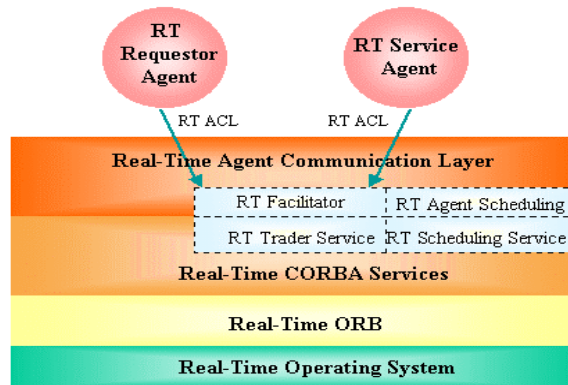 RT
Requestor
Agent
RT Service
Agent
RT ACL
RT ACL
Real-Time Agent Communication Layer
RT Facilitator
RT Agent Scheduling
RT Trader Service
RT Scheduling Service
Real-Time CORBA Services
Real-Time ORB
Real-Time Operating System